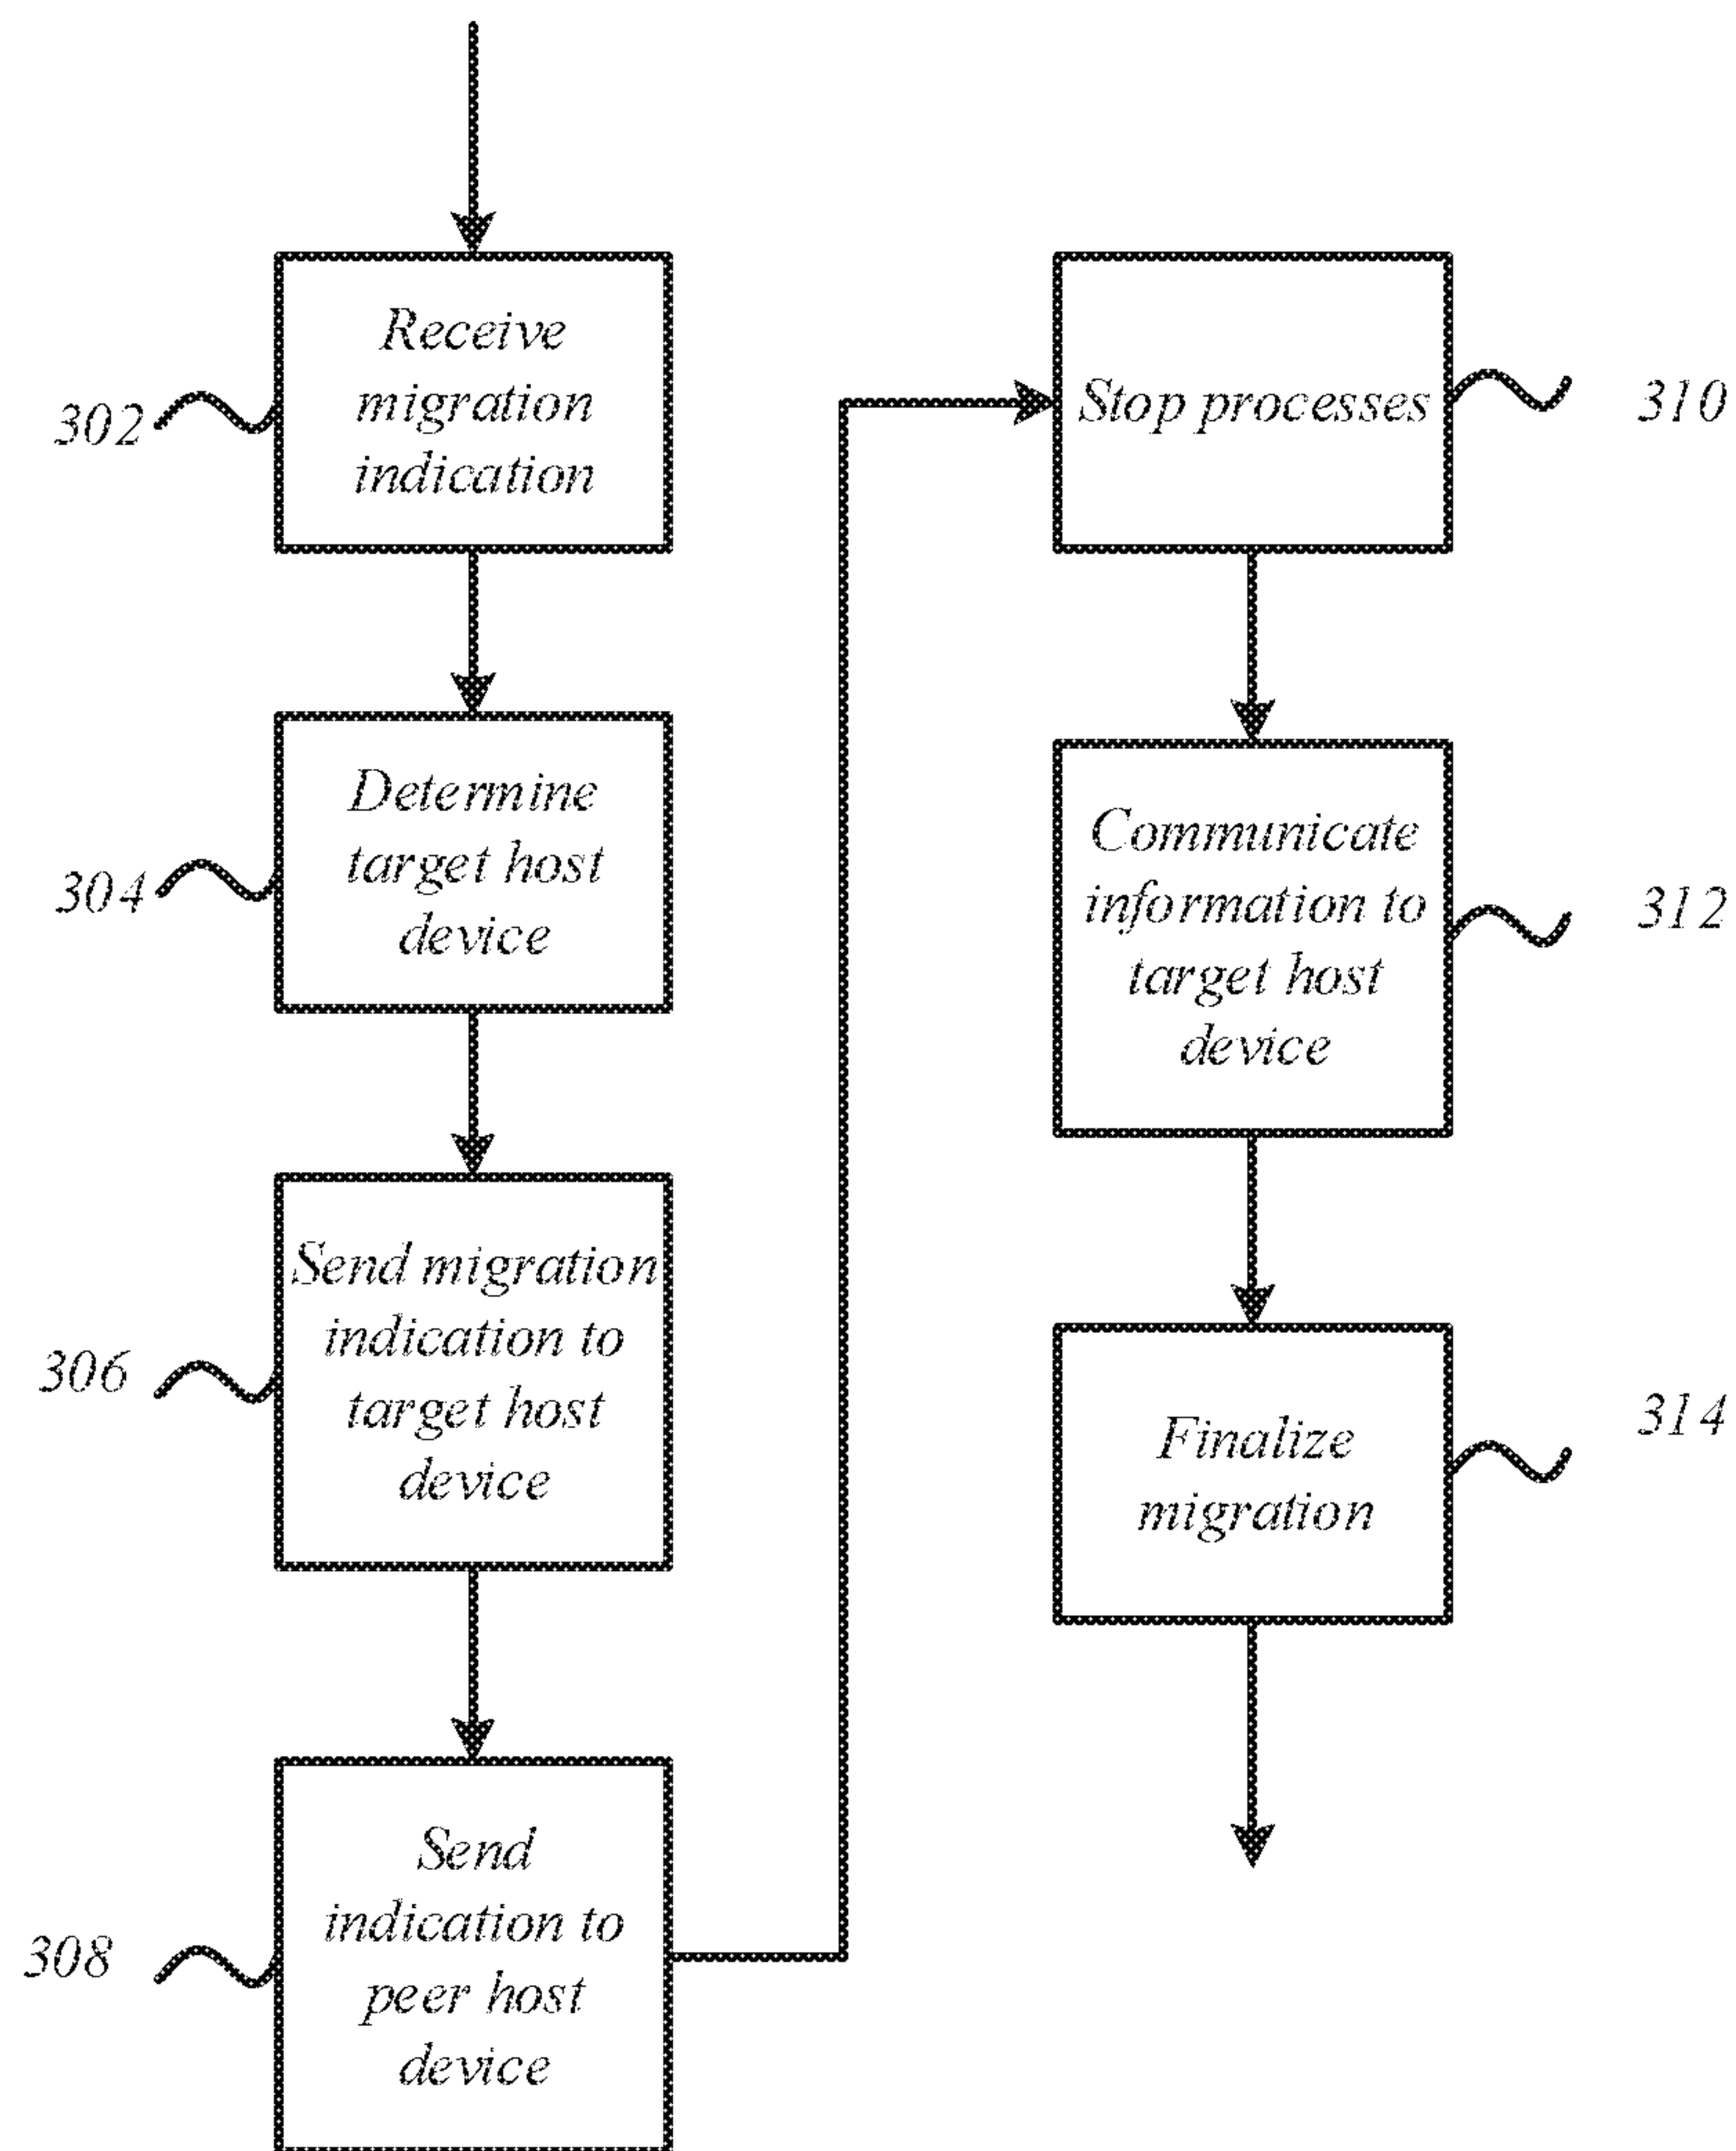 Receive
migration
indication
302
Determine
target host
device
304
Send migration
indication to
target host
device
306
Send
indication to
peer host
device
308
Stop processes
310
Communicate
information to
target host
device
312
Finalize
migration
314